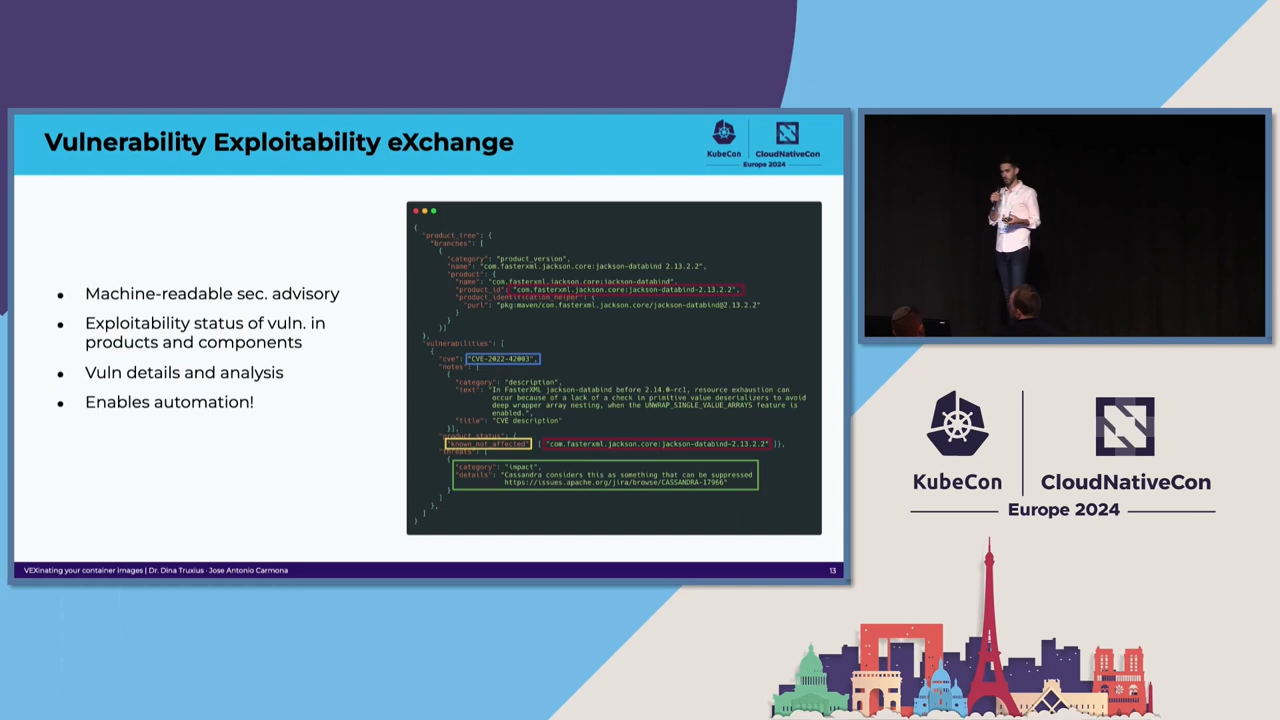 Vulnerability Exploitability eXchange
KubeCon
CloudNativeCon
Europe 2024
• Machine-readable sec. advisory
• Exploitability status of vuln. in
products and components
• Vuln details and analysis
• Enables automation!
{
"product_tree": {
"branches": [
{
"category": "product_version",
"name": "com.fasterxml.jackson.core:jackson-databind 2.13.2.2",
"product": {
"name": "com.fasterxml.jackson.core:jackson-databind",
"product_id": "com.fasterxml.jackson.core:jackson-databind-2.13.2.2",
"product_identification_helper": {
"purl": "pkg:maven/com.fasterxml.jackson.core/jackson-databind@2.13.2.2"
}
}
}]
},
"vulnerabilities": [
{
"cve": "CVE-2022-42003",
"notes": [
{
"category": "description",
"text": "In FasterXML jackson-databind before 2.14.0-rc1, resource exhaustion can
occur because of a lack of a check in primitive value deserializers to avoid
deep wrapper array nesting, when the UNWRAP_SINGLE_VALUE_ARRAYS feature is
enabled.",
"title": "CVE description"
}],
"product_status": {
"known_not_affected" [ "com.fasterxml.jackson.core:jackson-databind-2.13.2.2" ]},
"threats": [
{
"category": "impact",
"details": "Cassandra considers this as something that can be suppressed
https://issues.apache.org/jira/browse/CASSANDRA-17966"
}
]
},
]
}
VEXinating your container images | Dr. Dina Truxius · Jose Antonio Carmona
13
KubeCon
CloudNativeCon
Europe 2024